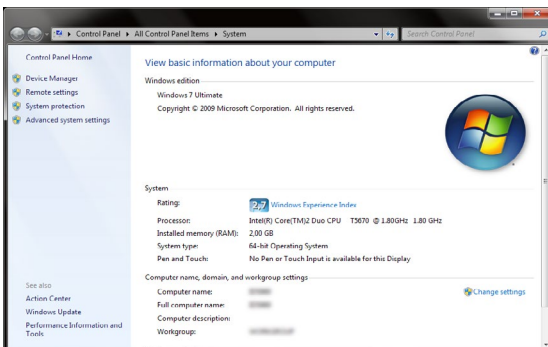 Control Panel ▸ All Control Panel Items ▸ System
Search Control Panel
Control Panel Home
Device Manager
Remote settings
System protection
Advanced system settings
See also
Action Center
Windows Update
Performance Information and
Tools
View basic information about your computer
Windows edition
Windows 7 Ultimate
Copyright © 2009 Microsoft Corporation. All rights reserved.
System
Rating:
2,7 Windows Experience Index
Processor: Intel(R) Core(TM)2 Duo CPU T5670 @ 1.80GHz 1.80 GHz
Installed memory (RAM): 2,00 GB
System type: 64-bit Operating System
Pen and Touch: No Pen or Touch Input is available for this Display
Computer name, domain, and workgroup settings
Computer name:
Change settings
Full computer name:
Computer description:
Workgroup: